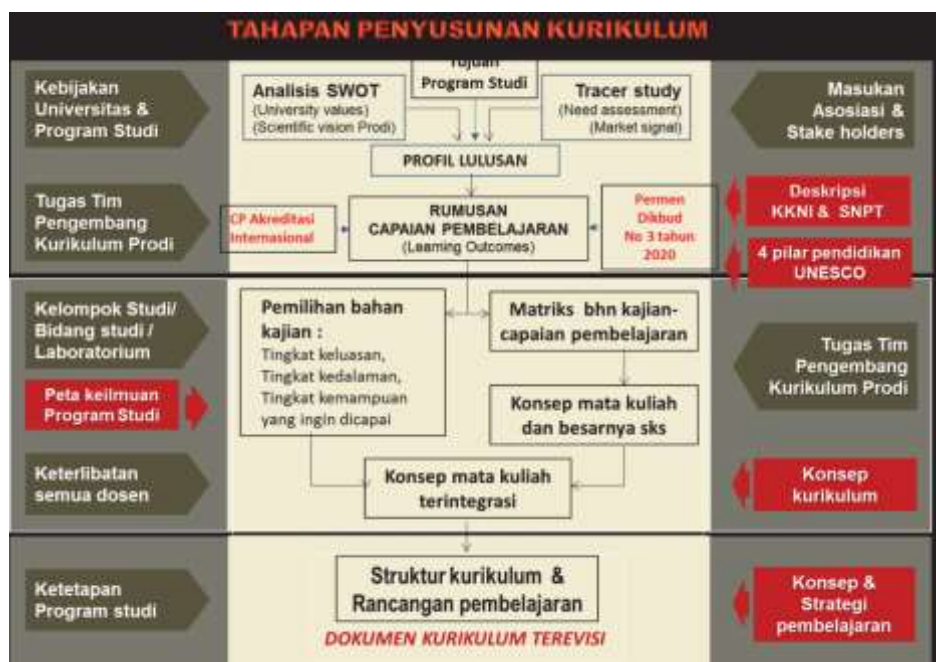 TAHAPAN PENYUSUNAN KURIKULUM
Kebijakan
Universitas &
Program Studi
Analisis SWOT
(University values)
(Scientific vision Prodi)
Tujuan
Program Studi
Tracer study
(Need assessment)
(Market signal)
Masukan
Asosiasi &
Stake holders
PROFIL LULUSAN
Tugas Tim
Pengembang
Kurikulum Prodi
CP Akreditasi
Internasional
RUMUSAN
CAPAIAN PEMBELAJARAN
(Learning Outcomes)
Permen
Dikbud
No 3 tahun
2020
Deskripsi
KKNI & SNPT
4 pilar pendidikan
UNESCO
Kelompok Studi/
Bidang studi /
Laboratorium
Peta keilmuan
Program Studi
Pemilihan bahan
kajian :
Tingkat keluasan,
Tingkat kedalaman,
Tingkat kemampuan
yang ingin dicapai
Matriks bhn kajian-
capaian pembelajaran
Konsep mata kuliah
dan besarnya sks
Tugas Tim
Pengembang
Kurikulum Prodi
Keterlibatan
semua dosen
Konsep mata kuliah
terintegrasi
Konsep
kurikulum
Ketetapan
Program studi
Struktur kurikulum &
Rancangan pembelajaran
DOKUMEN KURIKULUM TEREVISI
Konsep &
Strategi
pembelajaran